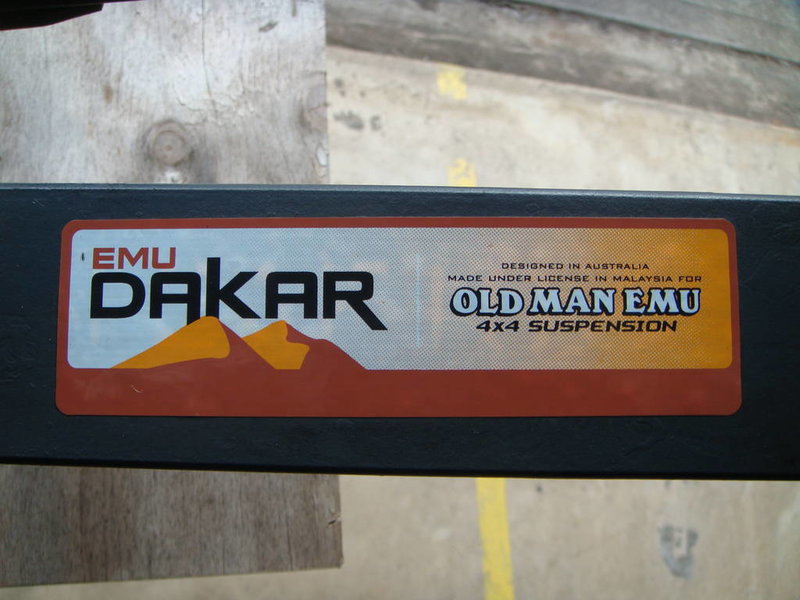 EMU
DAKAR
DESIGNED IN AUSTRALIA
MADE UNDER LICENSE IN MALAYSIA FOR
OLD MAN EMU
4X4 SUSPENSION